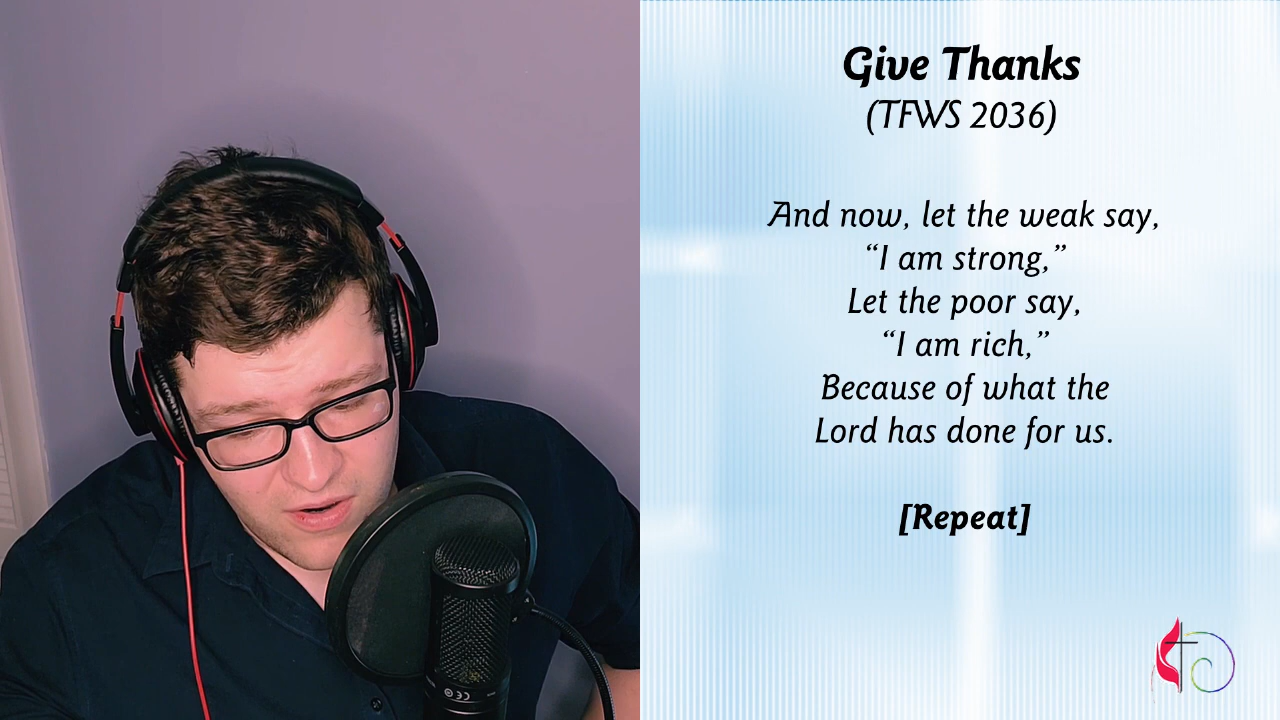 Give Thanks
(TFWS 2036)
And now, let the weak say,
“I am strong,”
Let the poor say,
“I am rich,”
Because of what the
Lord has done for us.
[Repeat]